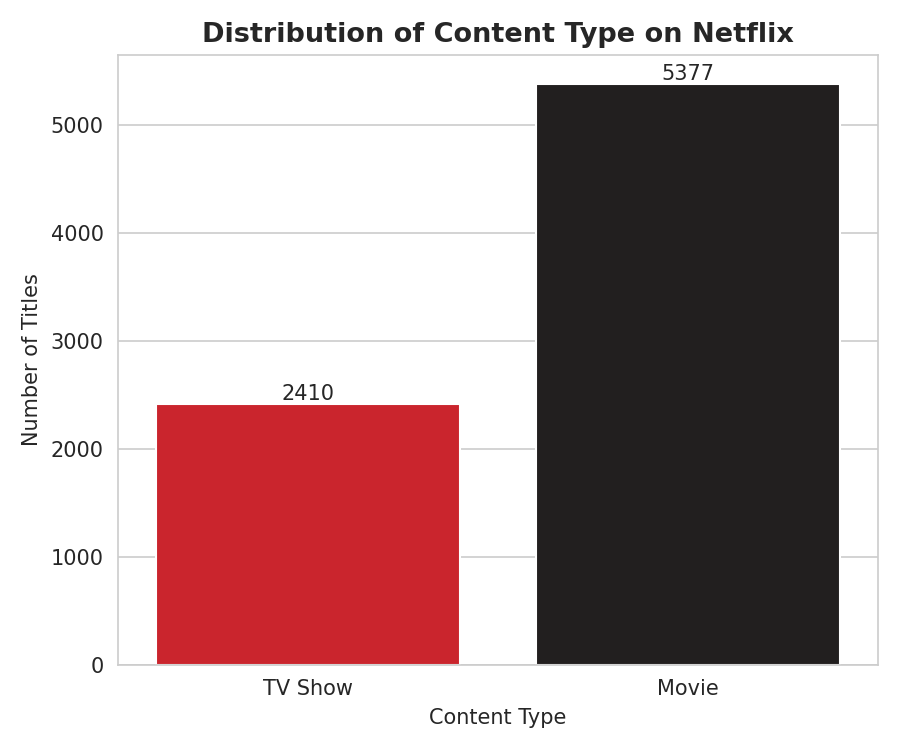 Distribution of Content Type on Netflix
5377
5000
4000
3000
2410
2000
1000
0
Number of Titles
TV Show
Movie
Content Type